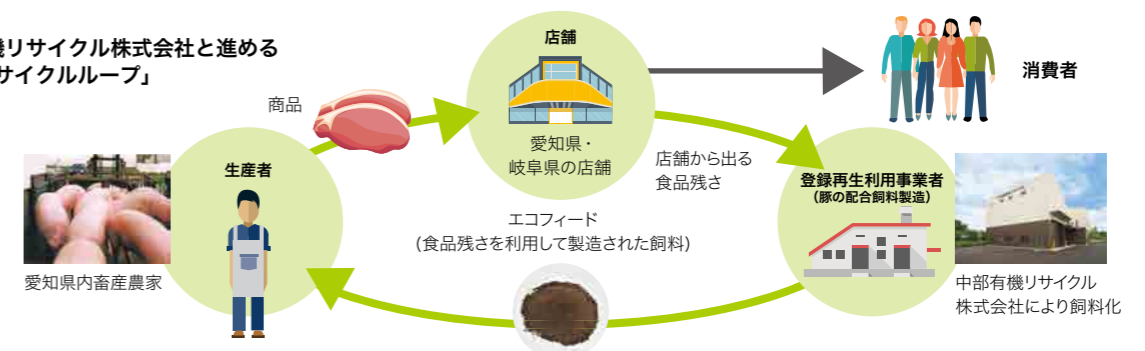 リサイクル株式会社と進める
サイクルループ」
店舗
消費者
商品
愛知県・
岐阜県の店舗
店舗から出る
食品残さ
生産者
登録再生利用事業者
（豚の配合飼料製造）
エコフィード
(食品残さを利用して製造された飼料)
愛知県内畜産農家
中部有機リサイクル
株式会社により飼料化